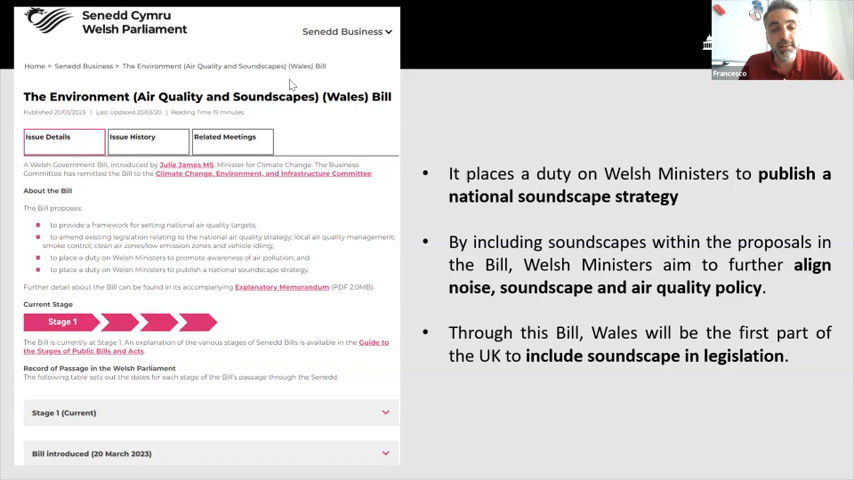 Senedd Cymru
Welsh Parliament
Senedd Business
Home > Senedd Business > The Environment (Air Quality and Soundscapes) (Wales) Bill
The Environment (Air Quality and Soundscapes) (Wales) Bill
Published 20/03/2023 | Last Updated 20/03/20 | Reading Time 19 minutes
Issue Details
Issue History
Related Meetings
A Welsh Government Bill, introduced by Julie James MS, Minister for Climate Change. The Business
Committee has remitted the Bill to the Climate Change, Environment, and Infrastructure Committee.
About the Bill
The Bill proposes:
to provide a framework for setting national air quality targets;
to amend existing legislation relating to the national air quality strategy; local air quality management;
smoke control; clean air zones/low emission zones and vehicle idling;
to place a duty on Welsh Ministers to promote awareness of air pollution; and
to place a duty on Welsh Ministers to publish a national soundscape strategy.
Further detail about the Bill can be found in its accompanying Explanatory Memorandum (PDF 2.0MB).
Current Stage
Stage 1
The Bill is currently at Stage 1. An explanation of the various stages of Senedd Bills is available in the Guide to
the Stages of Public Bills and Acts.
Record of Passage in the Welsh Parliament
The following table sets out the dates for each stage of the Bill's passage through the Senedd.
Stage 1 (Current)
Bill introduced (20 March 2023)
• It places a duty on Welsh Ministers to publish a
national soundscape strategy
• By including soundscapes within the proposals in
the Bill, Welsh Ministers aim to further align
noise, soundscape and air quality policy.
• Through this Bill, Wales will be the first part of
the UK to include soundscape in legislation.
Francesco